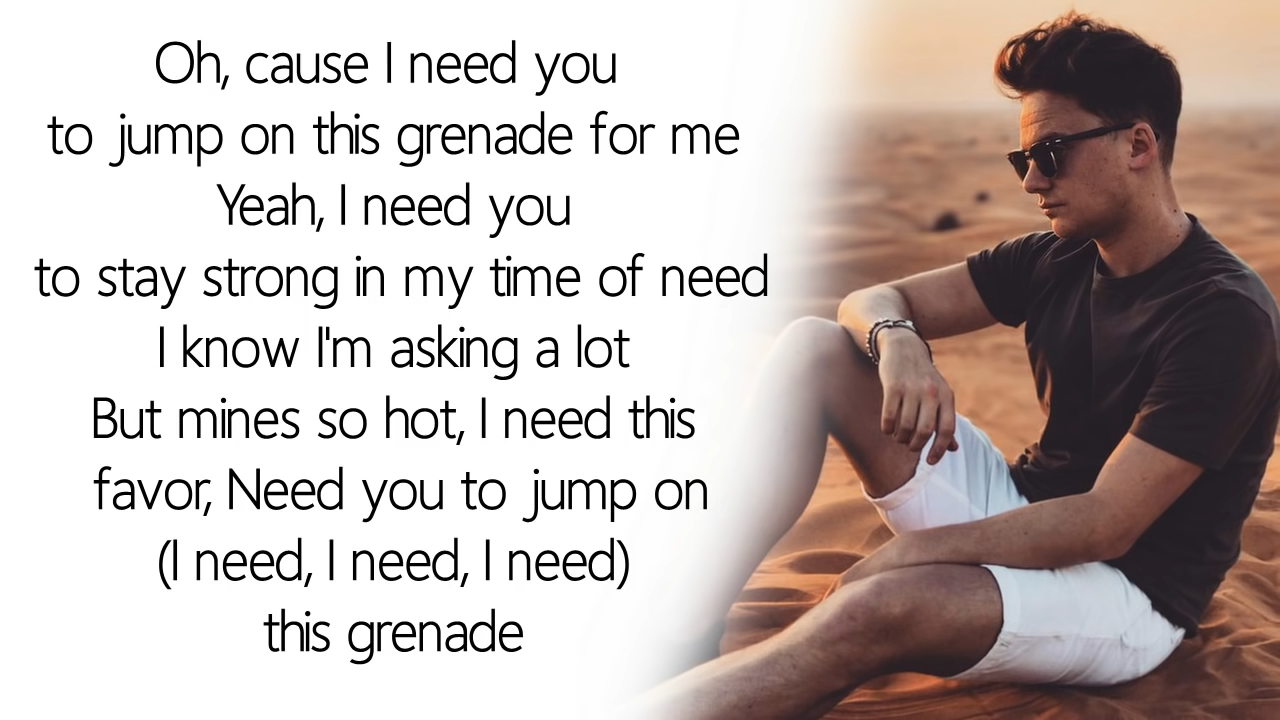 Oh, cause I need you
to jump on this grenade for me
Yeah, I need you
to stay strong in my time of need
I know I'm asking a lot
But mines so hot, I need this
favor, Need you to jump on
(I need, I need, I need)
this grenade